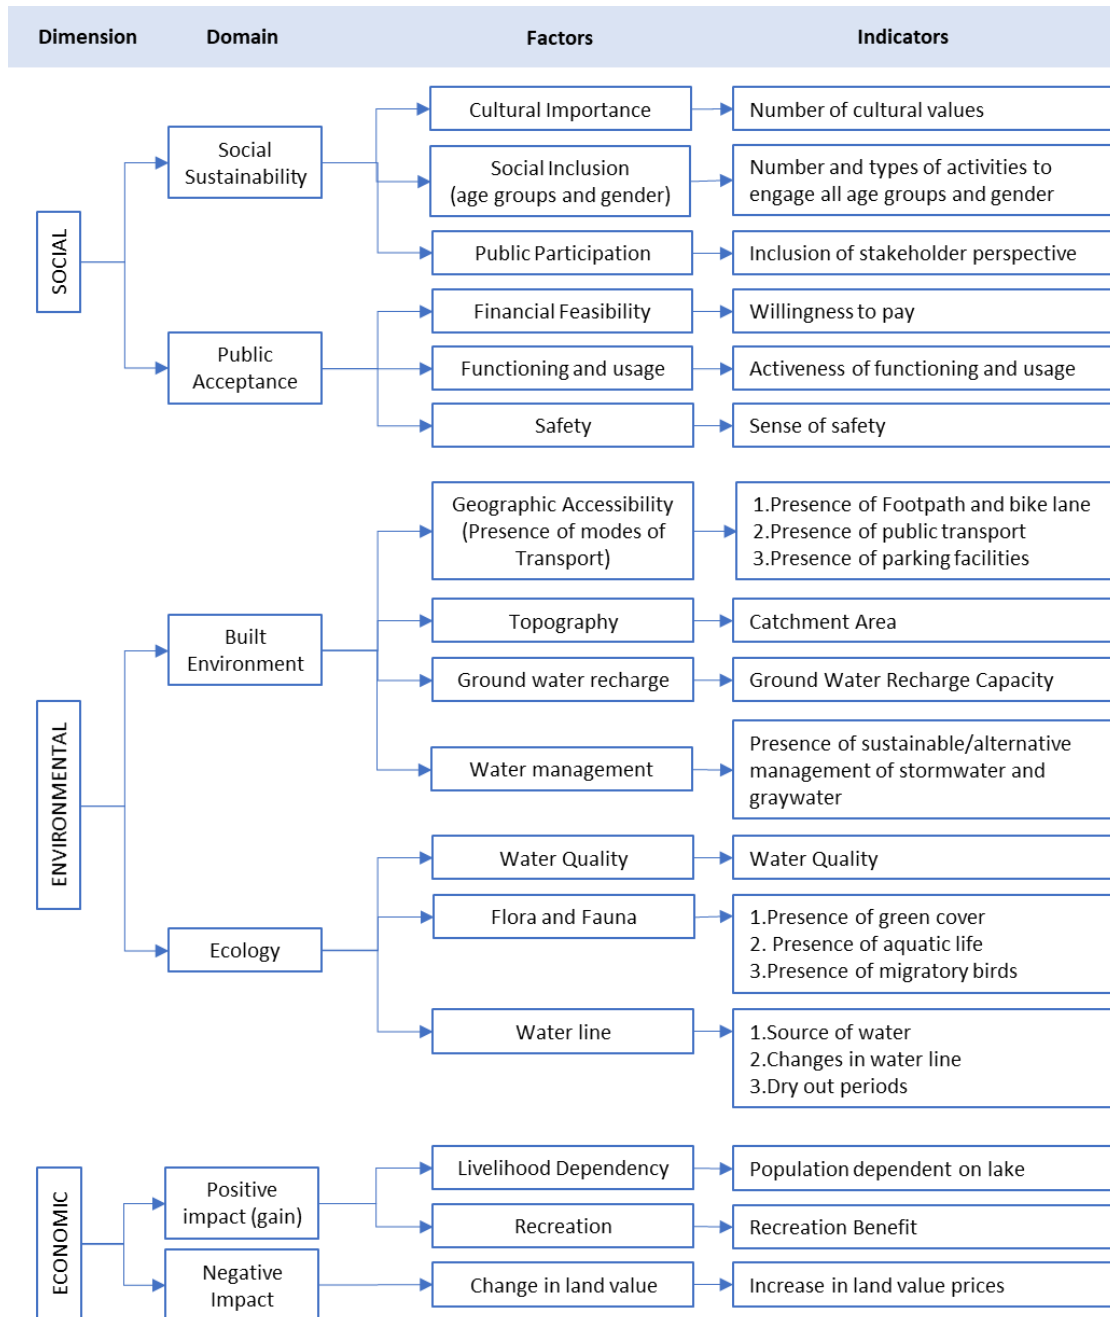 Dimension Domain Factors Indicators
SOCIAL
Social
Sustainability
Cultural Importance
Number of cultural values
Social Inclusion
(age groups and gender)
Number and types of activities to
engage all age groups and gender
Public Participation
Inclusion of stakeholder perspective
Public
Acceptance
Financial Feasibility
Willingness to pay
Functioning and usage
Activeness of functioning and usage
Safety
Sense of safety
ENVIRONMENTAL
Built
Environment
Geographic Accessibility
(Presence of modes of
Transport)
1.Presence of Footpath and bike lane
2.Presence of public transport
3.Presence of parking facilities
Topography
Catchment Area
Ground water recharge
Ground Water Recharge Capacity
Water management
Presence of sustainable/alternative
management of stormwater and
graywater
Ecology
Water Quality
Water Quality
Flora and Fauna
1.Presence of green cover
2. Presence of aquatic life
3.Presence of migratory birds
Water line
1.Source of water
2.Changes in water line
3.Dry out periods
ECONOMIC
Positive
impact (gain)
Livelihood Dependency
Population dependent on lake
Recreation
Recreation Benefit
Negative
Impact
Change in land value
Increase in land value prices